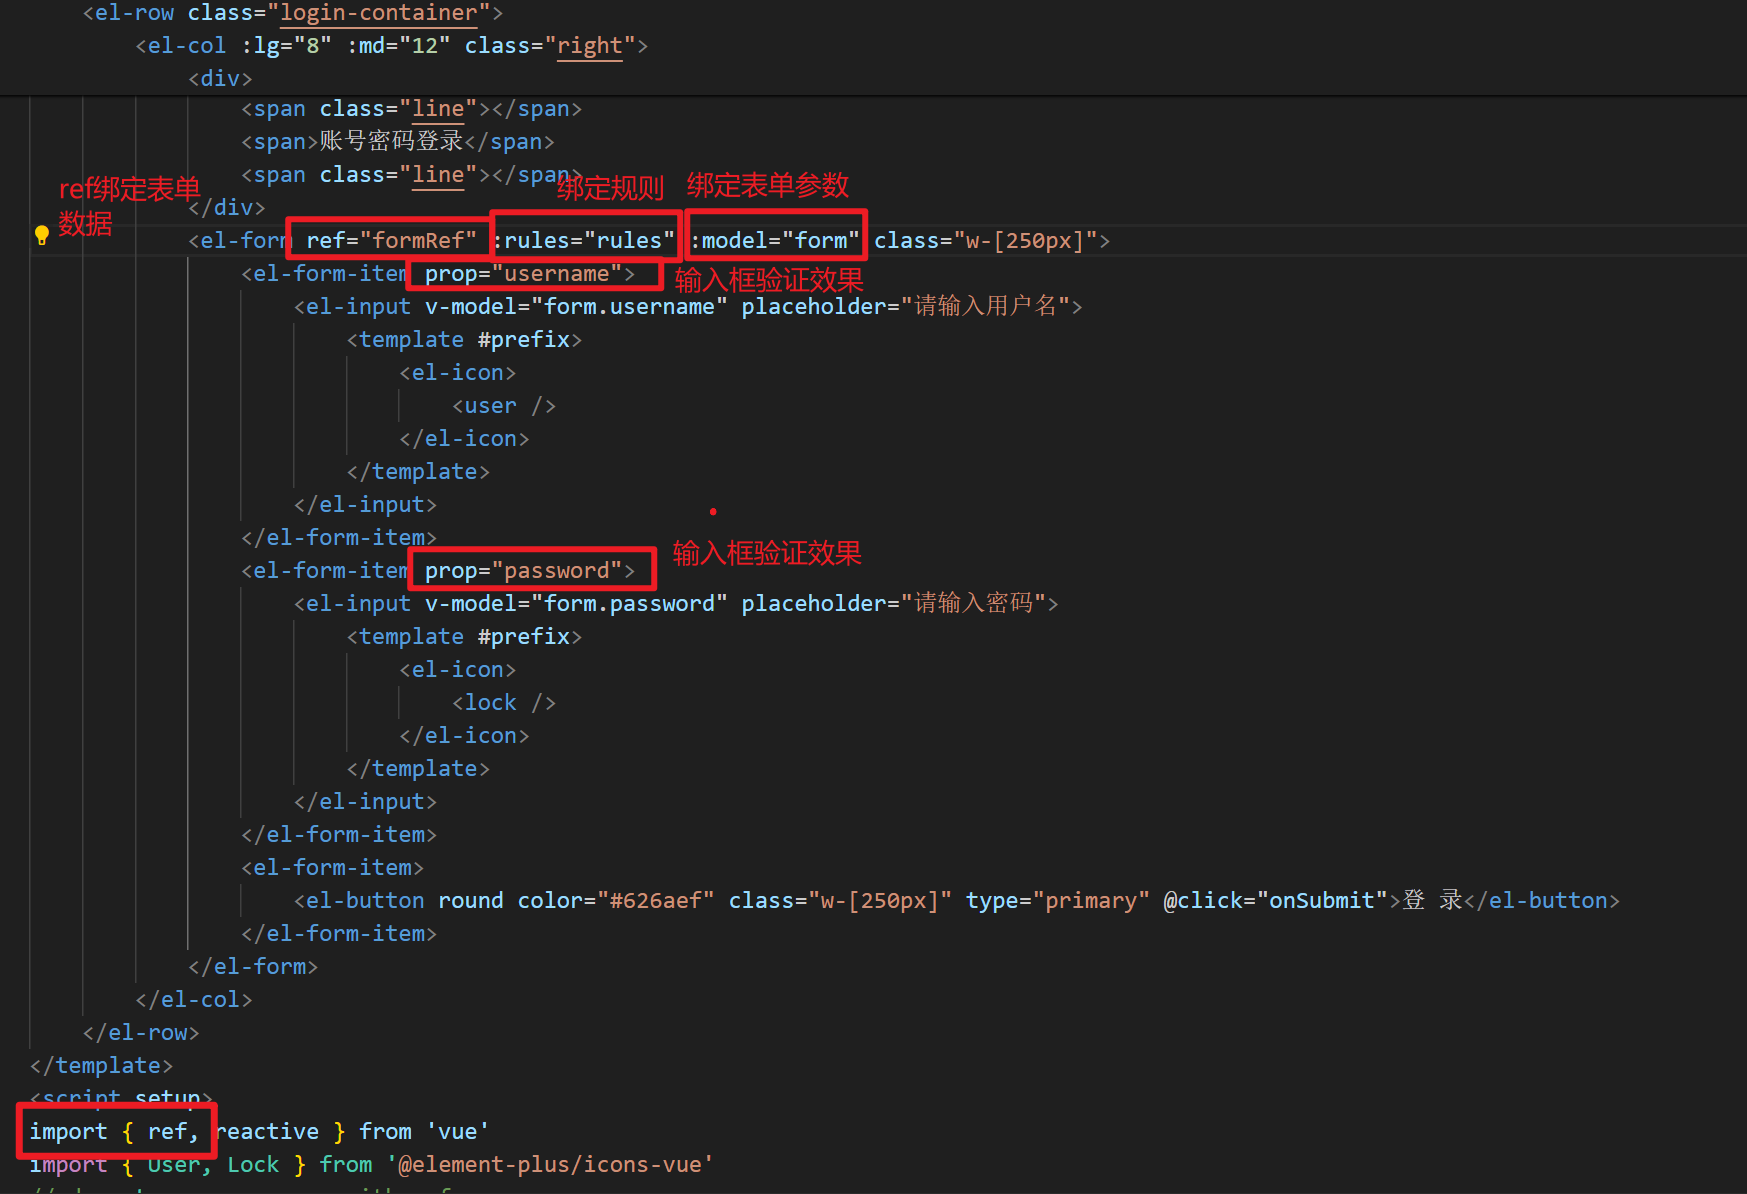 <el-row class="login-container">
<el-col :lg="8" :md="12" class="right">
<div>
<span class="line"></span>
<span>账号密码登录</span>
<span class="line"></span>
ref绑定表单
数据
绑定规则
绑定表单参数
</div>
<el-form ref="formRef" :rules="rules" :model="form" class="w-[250px]">
<el-form-item prop="username">
输入框验证效果
<el-input v-model="form.username" placeholder="请输入用户名">
<template #prefix>
<el-icon>
<user />
</el-icon>
</template>
</el-input>
</el-form-item>
<el-form-item prop="password">
输入框验证效果
<el-input v-model="form.password" placeholder="请输入密码">
<template #prefix>
<el-icon>
<lock />
</el-icon>
</template>
</el-input>
</el-form-item>
<el-form-item>
<el-button round color="#626aef" class="w-[250px]" type="primary" @click="onSubmit">登 录</el-button>
</el-form-item>
</el-form>
</el-col>
</el-row>
</template>
<script setup>
import { ref, reactive } from 'vue'
import { User, Lock } from '@element-plus/icons-vue'